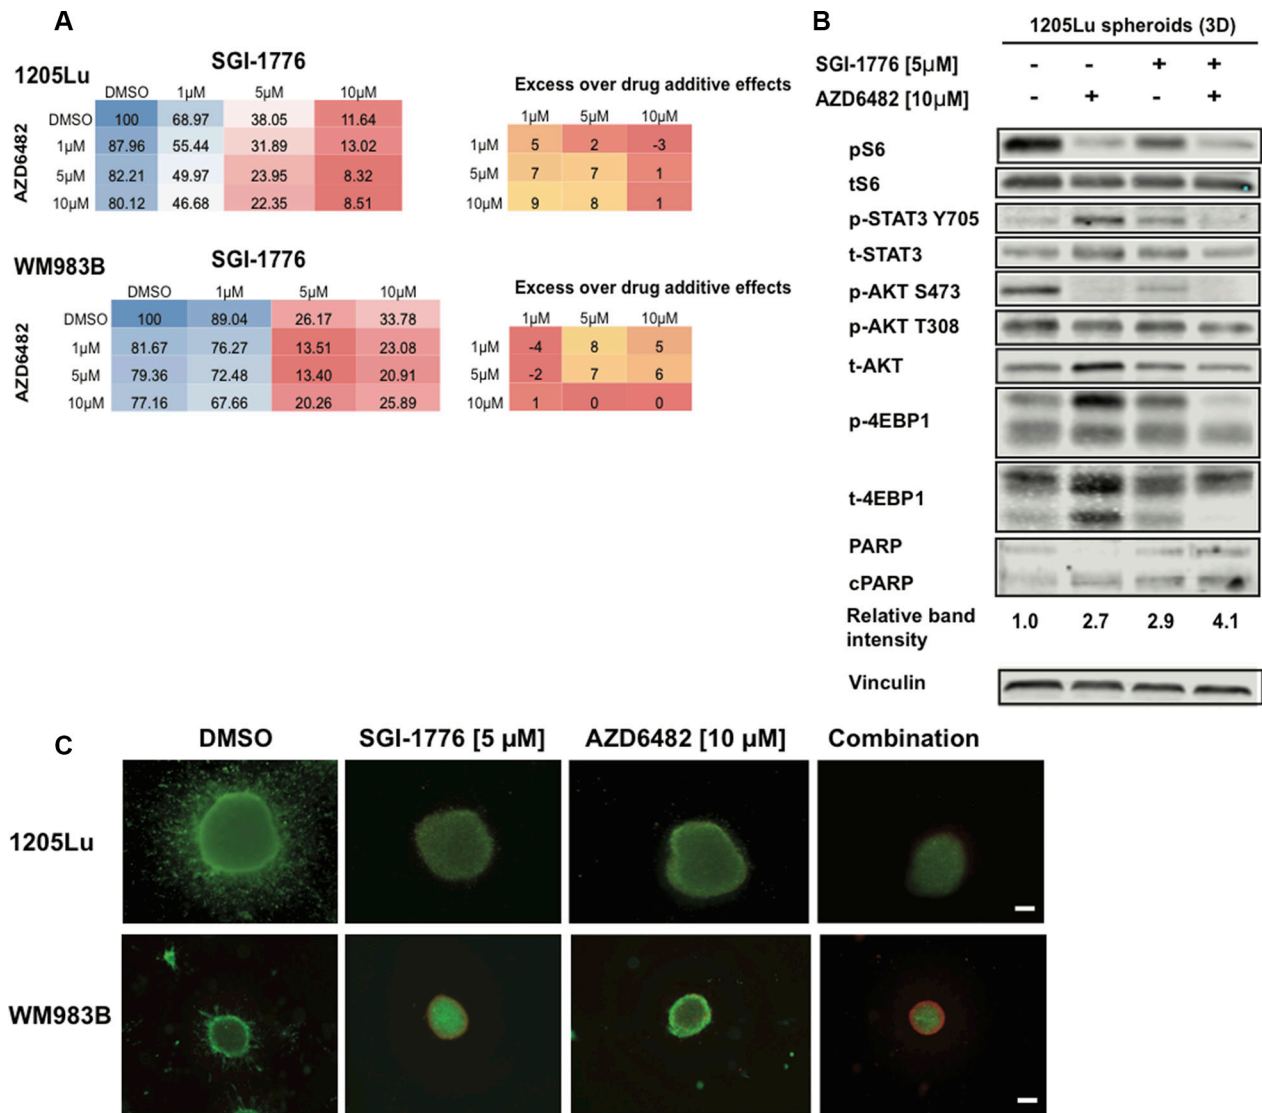 A
SGI-1776
1205Lu
DMSO 1µM 5µM 10µM
AZD6482
DMSO 100 68.97 38.05 11.64
1µM 87.96 55.44 31.89 13.02
5µM 82.21 49.97 23.95 8.32
10µM 80.12 46.68 22.35 8.51
Excess over drug additive effects
1µM 5µM 10µM
1µM 5 2 -3
5µM 7 7 1
10µM 9 8 1
WM983B
SGI-1776
DMSO 1µM 5µM 10µM
AZD6482
DMSO 100 89.04 26.17 33.78
1µM 81.67 76.27 13.51 23.08
5µM 79.36 72.48 13.40 20.91
10µM 77.16 67.66 20.26 25.89
Excess over drug additive effects
1µM 5µM 10µM
1µM -4 8 5
5µM -2 7 6
10µM 1 0 0
B
1205Lu spheroids (3D)
SGI-1776 [5µM] - - + +
AZD6482 [10µM] - + - +
pS6
tS6
p-STAT3 Y705
t-STAT3
p-AKT S473
p-AKT T308
t-AKT
p-4EBP1
t-4EBP1
PARP
cPARP
Relative band
intensity
1.0 2.7 2.9 4.1
Vinculin
C
DMSO SGI-1776 [5 µM] AZD6482 [10 µM] Combination
1205Lu
WM983B